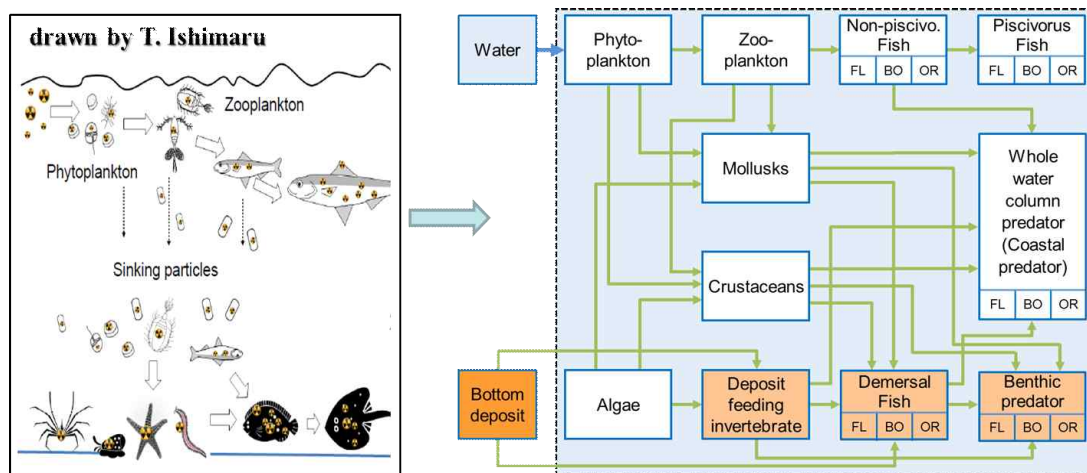 drawn by T. Ishimaru
Zooplankton
Phytoplankton
Sinking particles
Water
Phyto-
plankton
Zoo-
plankton
Non-piscivo.
Fish
FL BO OR
Piscivorus
Fish
FL BO OR
Mollusks
Whole
water
column
predator
(Coastal
predator)
FL BO OR
Crustaceans
Bottom
deposit
Algae
Deposit
feeding
invertebrate
Demersal
Fish
FL BO OR
Benthic
predator
FL BO OR